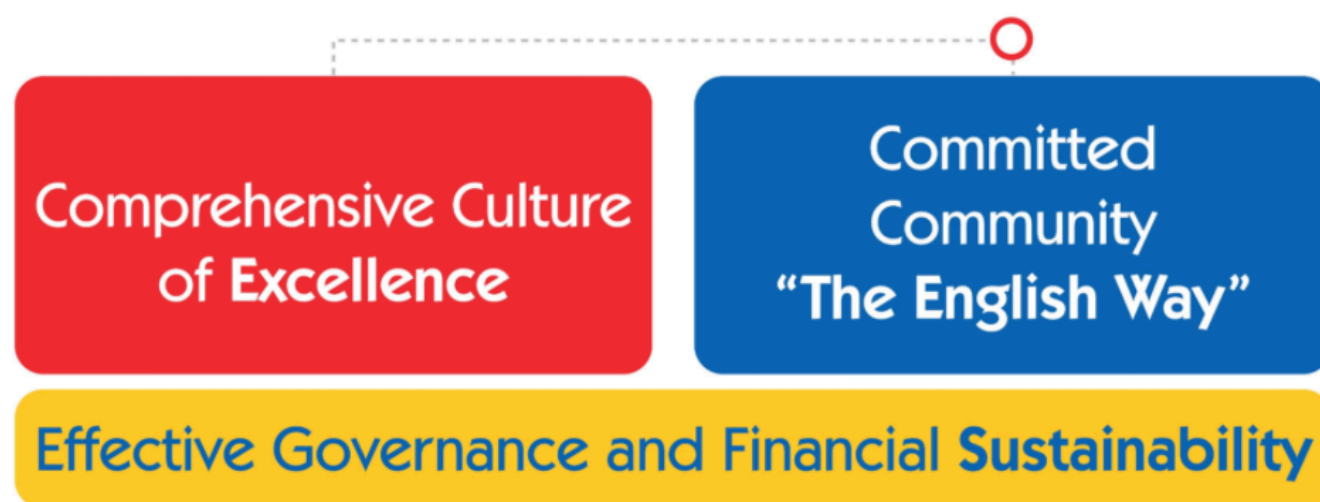 Comprehensive Culture
of Excellence
Committed
Community
“The English Way”
Effective Governance and Financial Sustainability